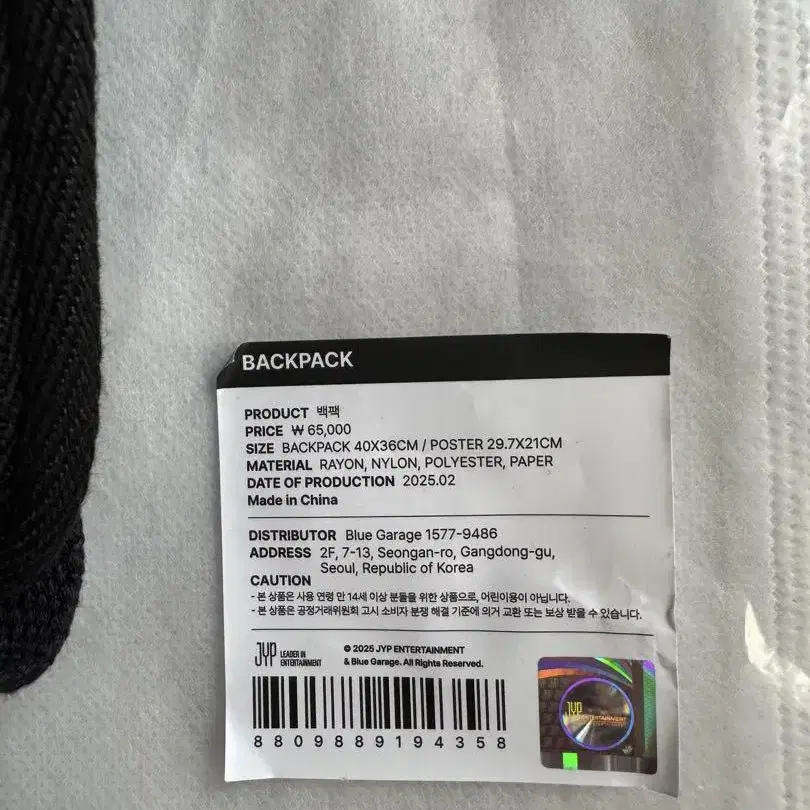 BACKPACK
PRODUCT 백팩
PRICE ₩ 65,000
SIZE BACKPACK 40X36CM / POSTER 29.7X21CM
MATERIAL RAYON, NYLON, POLYESTER, PAPER
DATE OF PRODUCTION 2025.02
Made in China
DISTRIBUTOR Blue Garage 1577-9486
ADDRESS 2F, 7-13, Seongan-ro, Gangdong-gu,
Seoul, Republic of Korea
CAUTION
- 본 상품은 사용 연령 만 14세 이상 분들을 위한 상품으로, 어린이용이 아닙니다.
- 본 상품은 공정거래위원회 고시 소비자 분쟁 해결 기준에 의거 교환 또는 보상 받을 수 있습니다.
JYP LEADER IN
ENTERTAINMENT
© 2025 JYP ENTERTAINMENT
& Blue Garage. All Rights Reserved.
8809889194358
JYP
ENTERTAINMENT